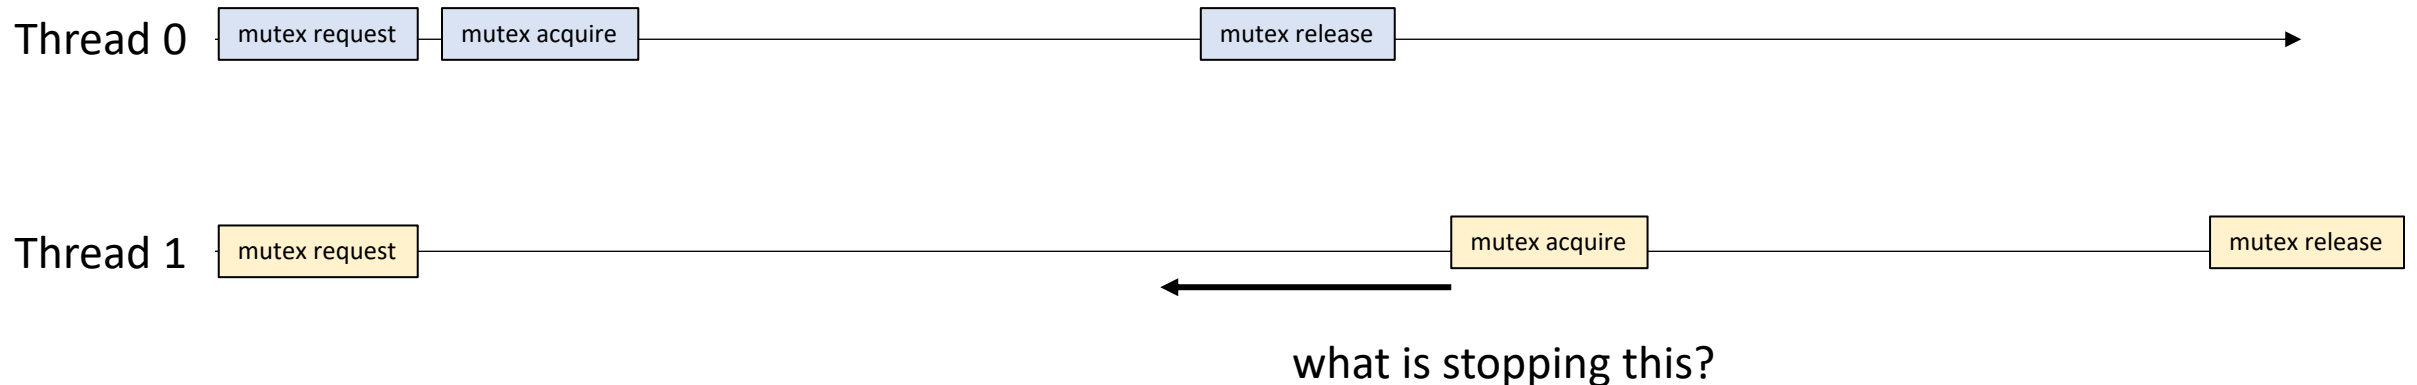 Thread 0 mutex request mutex acquire mutex release
Thread 1 mutex request mutex acquire mutex release
what is stopping this?